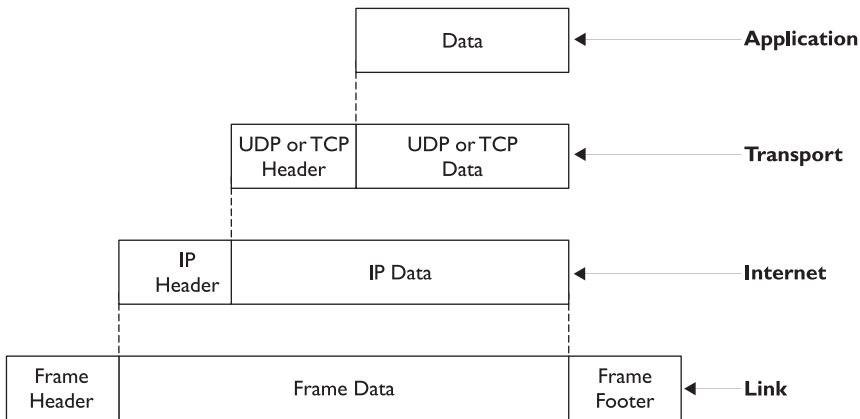 Data
Application
UDP or TCP
Header
UDP or TCP
Data
Transport
IP
Header
IP Data
Internet
Frame
Header
Frame Data
Frame
Footer
Link